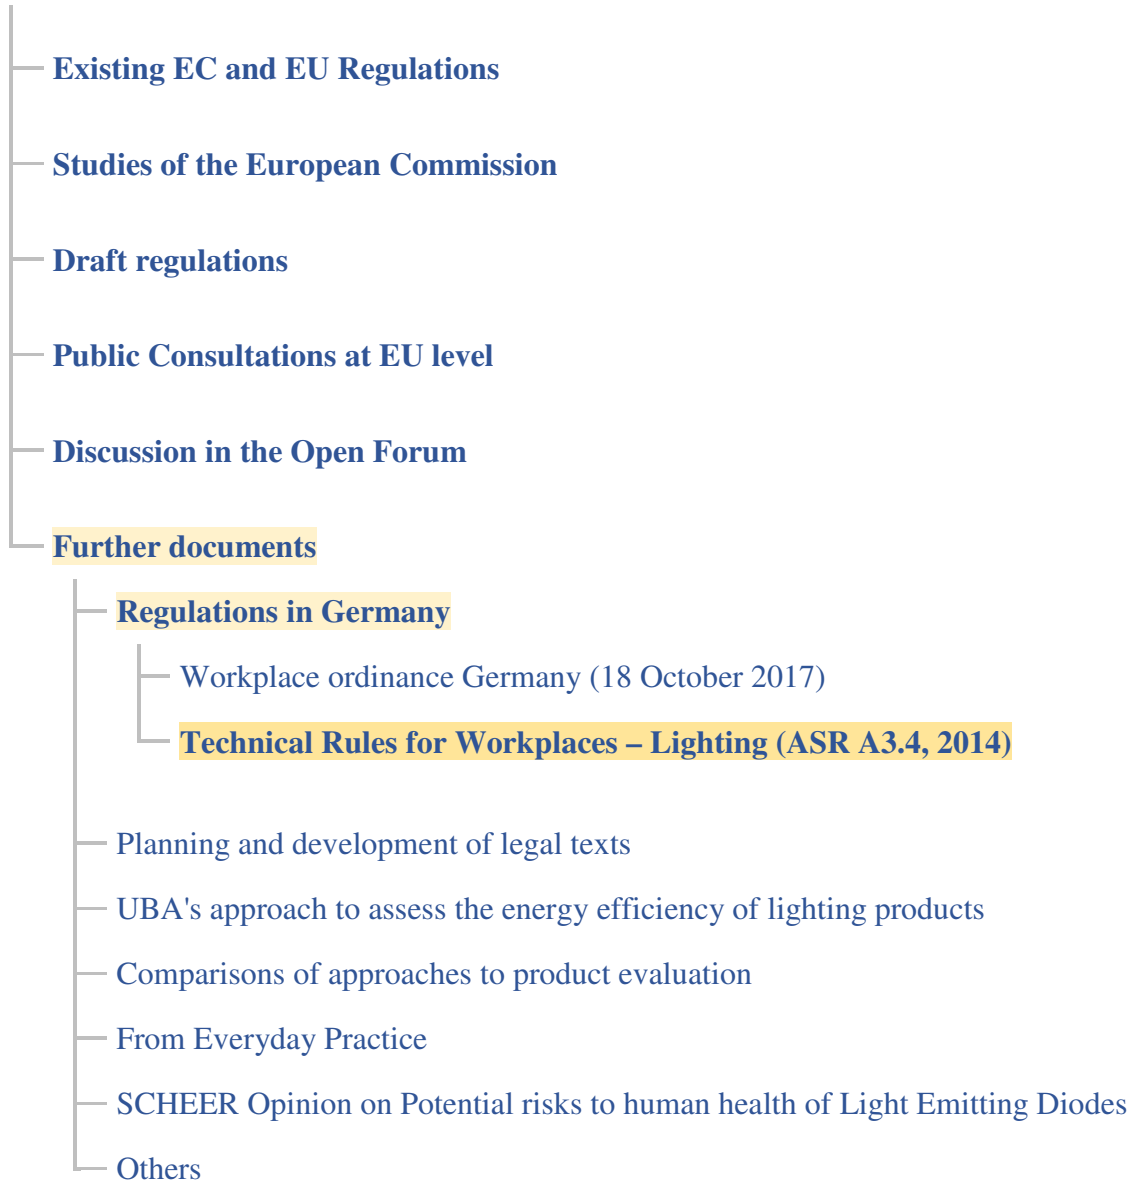 Existing EC and EU Regulations
Studies of the European Commission
Draft regulations
Public Consultations at EU level
Discussion in the Open Forum
Further documents
Regulations in Germany
Workplace ordinance Germany (18 October 2017)
Technical Rules for Workplaces – Lighting (ASR A3.4, 2014)
Planning and development of legal texts
UBA's approach to assess the energy efficiency of lighting products
Comparisons of approaches to product evaluation
From Everyday Practice
SCHEER Opinion on Potential risks to human health of Light Emitting Diodes
Others